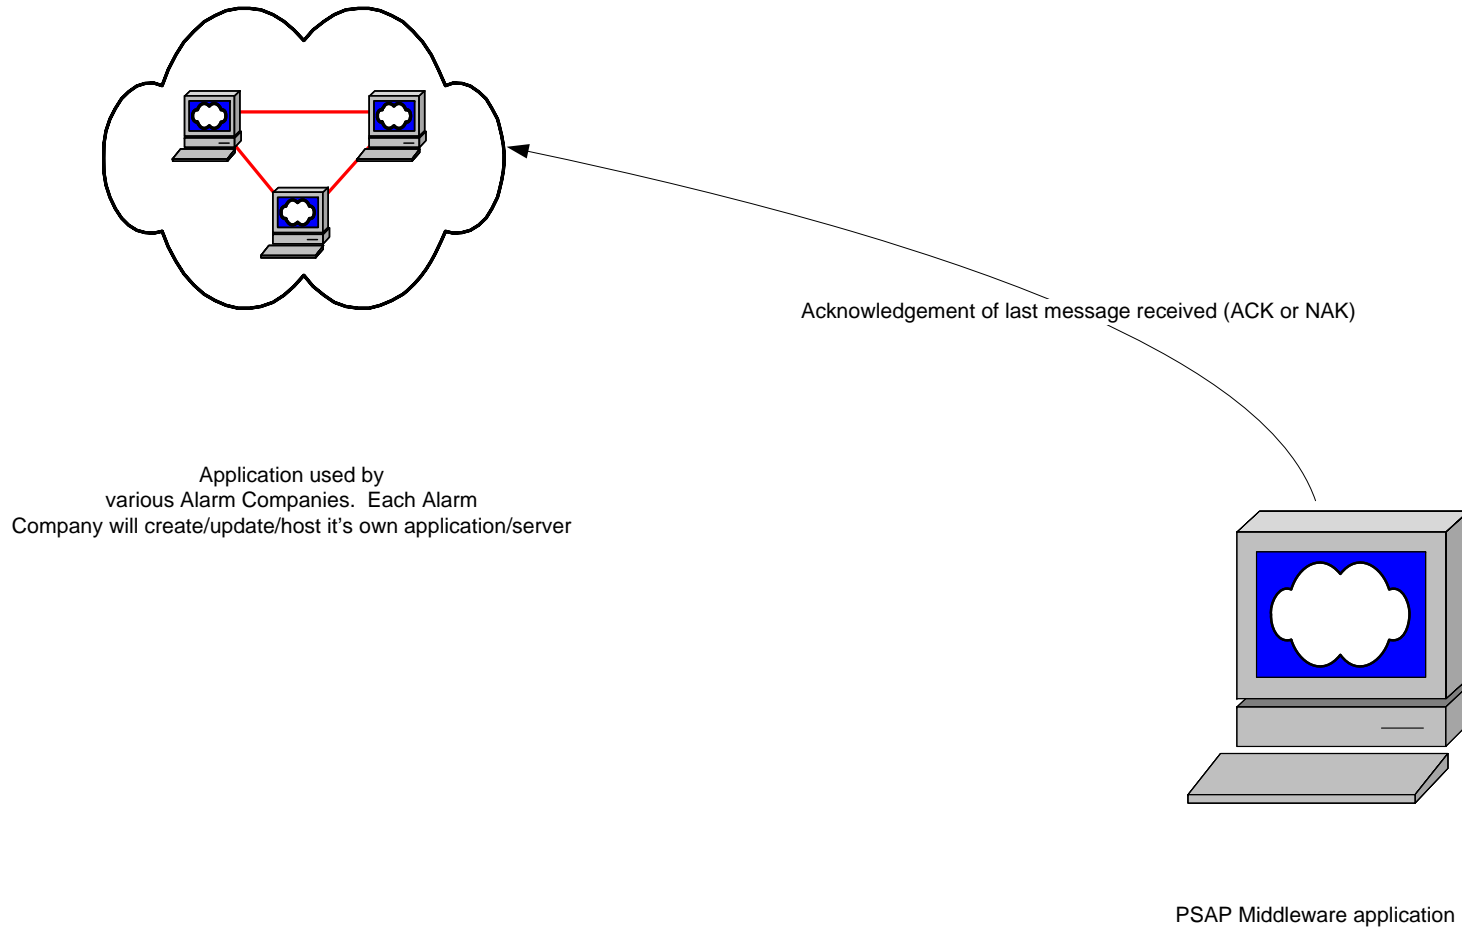 Acknowledgement of last message received (ACK or NAK)
Application used by
various Alarm Companies.  Each Alarm
Company will create/update/host it's own application/server
PSAP Middleware application